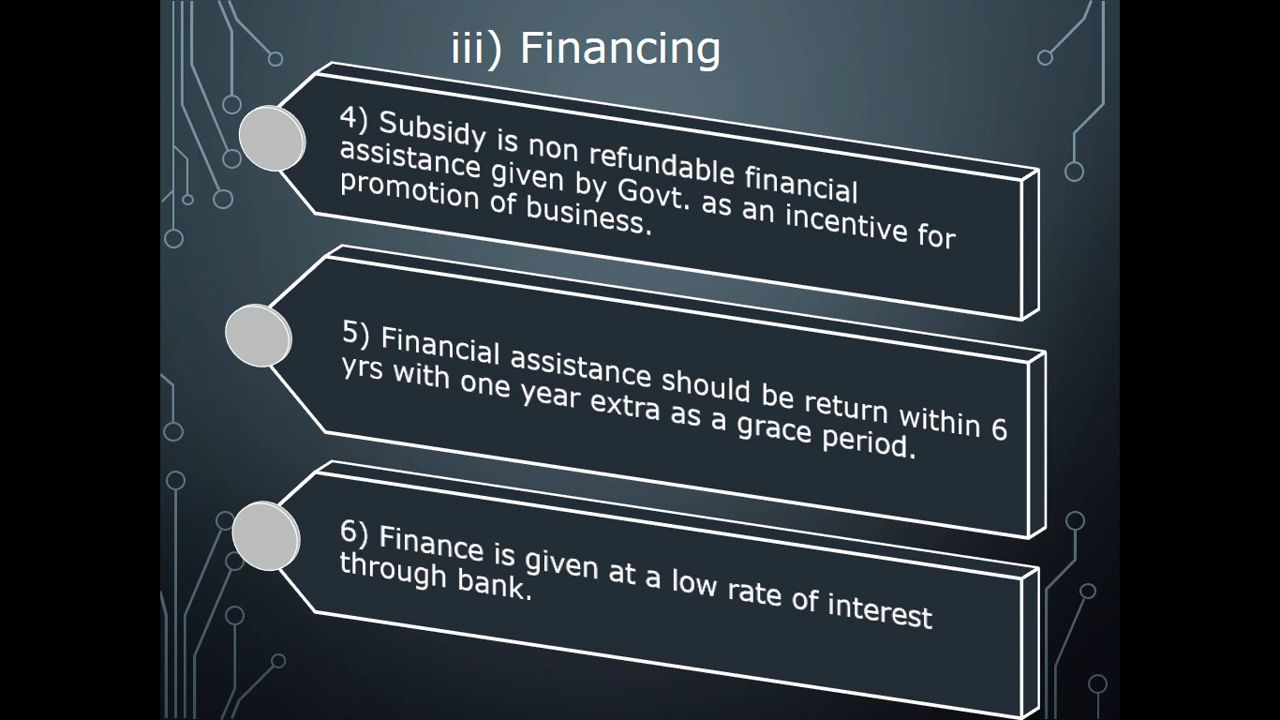 iii) Financing
4) Subsidy is non refundable financial
assistance given by Govt. as an incentive for
promotion of business.
5) Financial assistance should be return within 6
yrs with one year extra as a grace period.
6) Finance is given at a low rate of interest
through bank.